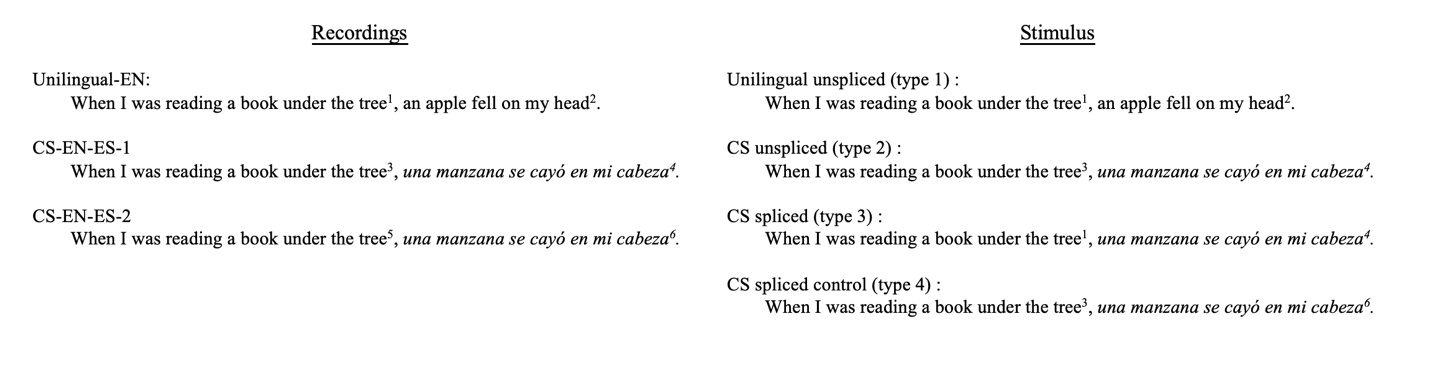 Recordings
Unilingual-EN:
When I was reading a book under the tree¹, an apple fell on my head².
CS-EN-ES-1
When I was reading a book under the tree³, una manzana se cayó en mi cabeza⁴.
CS-EN-ES-2
When I was reading a book under the tree⁵, una manzana se cayó en mi cabeza⁶.
Stimulus
Unilingual unspliced (type 1) :
When I was reading a book under the tree¹, an apple fell on my head².
CS unspliced (type 2) :
When I was reading a book under the tree³, una manzana se cayó en mi cabeza⁴.
CS spliced (type 3) :
When I was reading a book under the tree¹, una manzana se cayó en mi cabeza⁴.
CS spliced control (type 4) :
When I was reading a book under the tree³, una manzana se cayó en mi cabeza⁶.